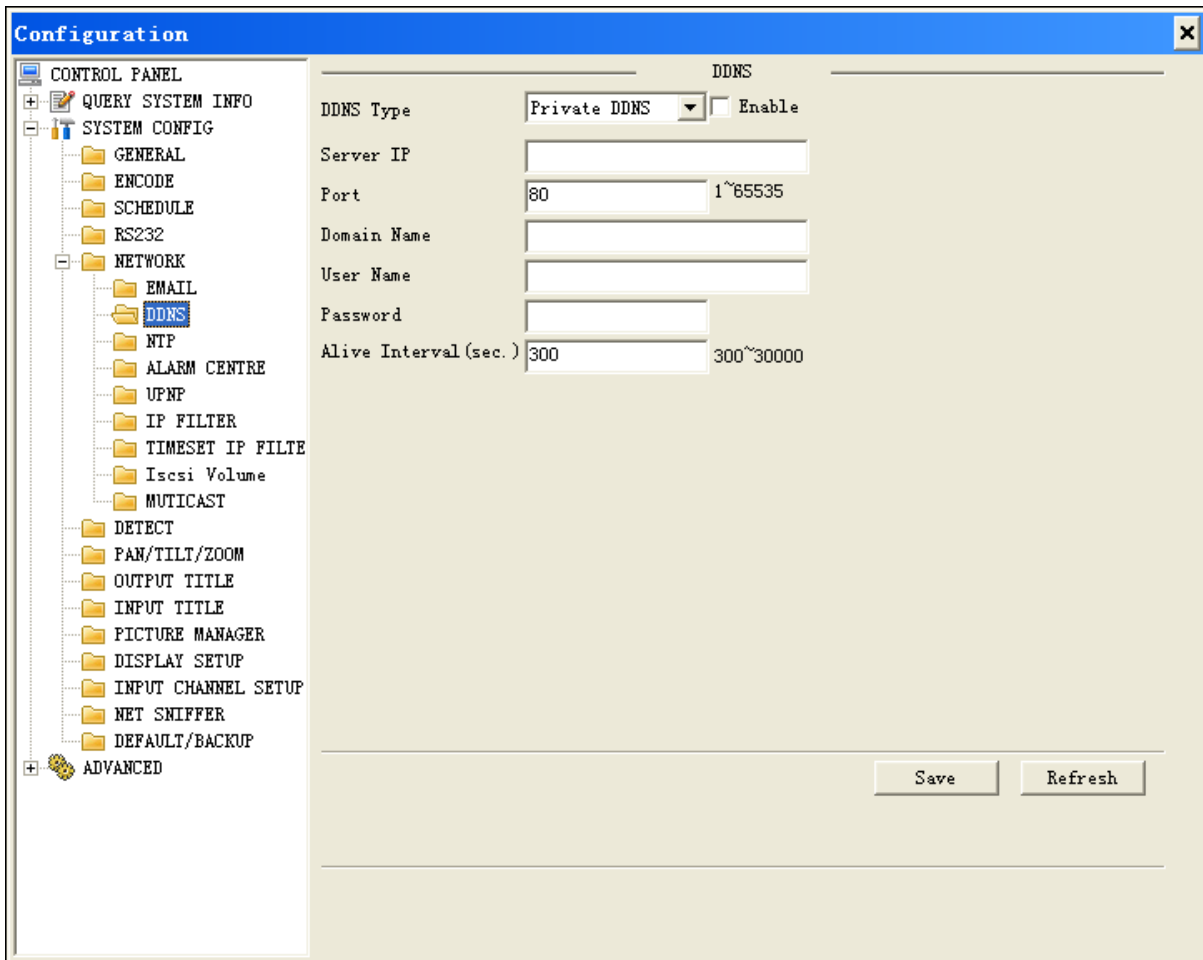 Configuration
CONTROL PANEL
QUERY SYSTEM INFO
SYSTEM CONFIG
GENERAL
ENCODE
SCHEDULE
RS232
NETWORK
EMAIL
DDNS
NTP
ALARM CENTRE
UPNP
IP FILTER
TIMESET IP FILTE
Iscsi Volume
MUTICAST
DETECT
PAN/TILT/ZOOM
OUTPUT TITLE
INPUT TITLE
PICTURE MANAGER
DISPLAY SETUP
INPUT CHANNEL SETUP
NET SNIFFER
DEFAULT/BACKUP
ADVANCED
DDNS
DDNS Type Private DDNS Enable
Server IP
Port 80 1~65535
Domain Name
User Name
Password
Alive Interval(sec.) 300 300~30000
Save Refresh